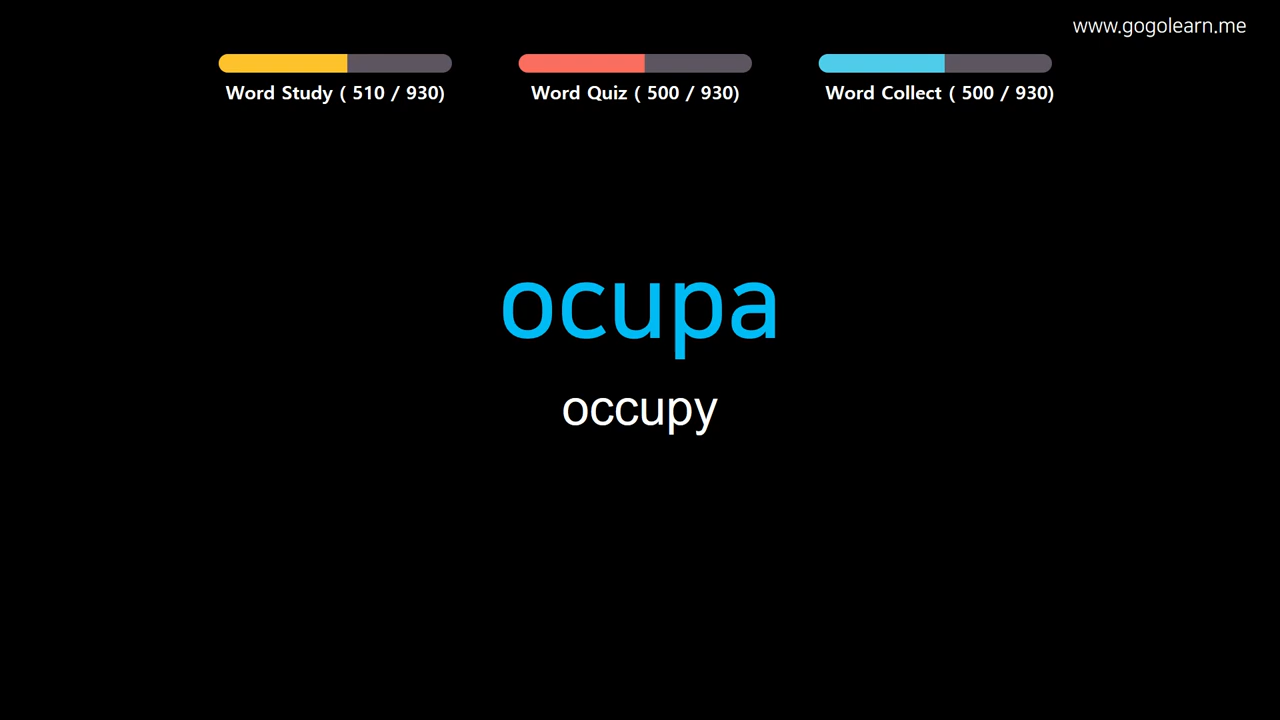 www.gogolearn.me
Word Study ( 510 / 930)
Word Quiz ( 500 / 930)
Word Collect ( 500 / 930)
ocupa
occupy